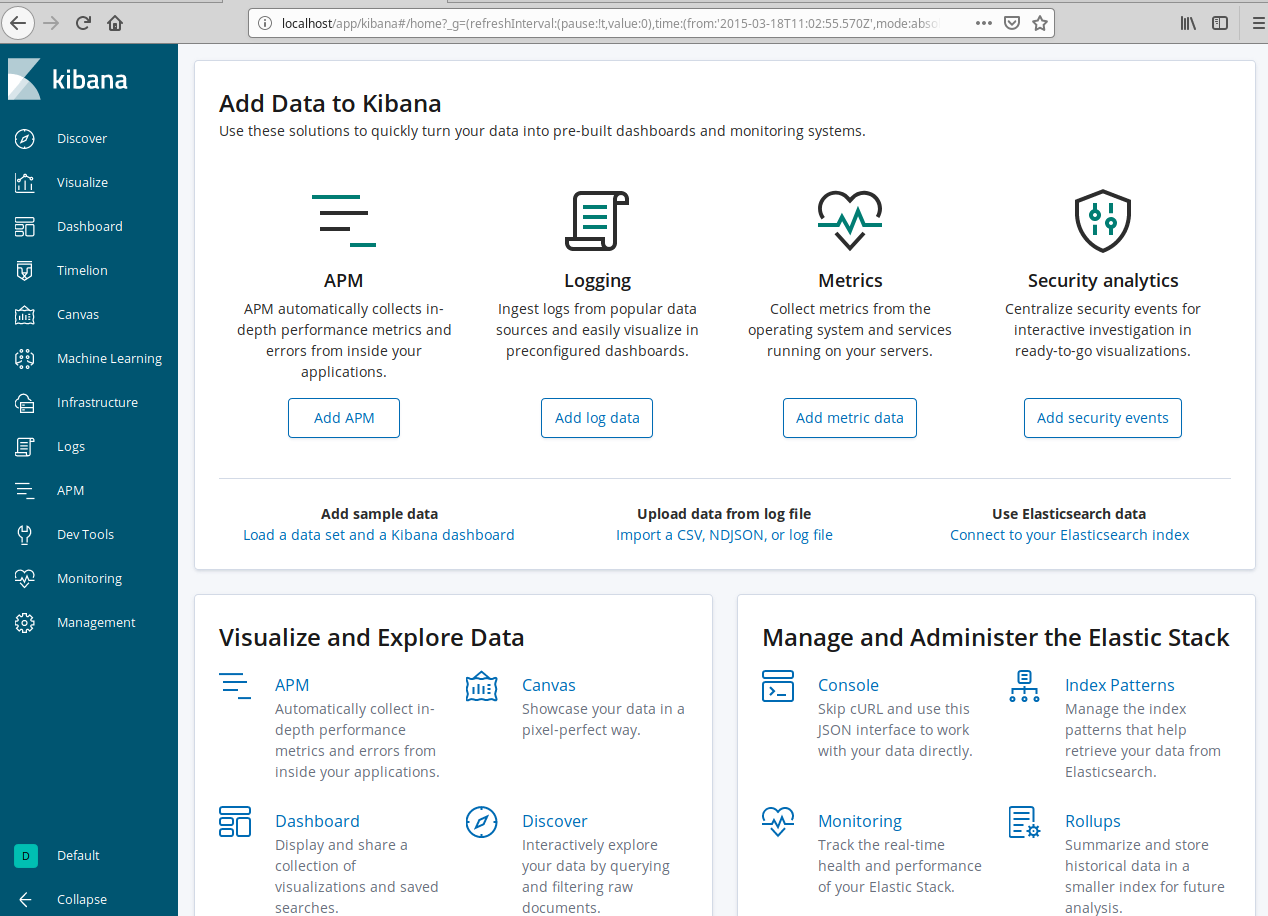 localhost/app/kibana#/home?_g=(refreshInterval:(pause:!t,value:0),time:(from:'2015-03-18T11:02:55.570Z',mode:abso
kibana
Discover
Visualize
Dashboard
Timelion
Canvas
Machine Learning
Infrastructure
Logs
APM
Dev Tools
Monitoring
Management
D Default
Collapse
Add Data to Kibana
Use these solutions to quickly turn your data into pre-built dashboards and monitoring systems.
APM
APM automatically collects in-
depth performance metrics and
errors from inside your
applications.
Add APM
Logging
Ingest logs from popular data
sources and easily visualize in
preconfigured dashboards.
Add log data
Metrics
Collect metrics from the
operating system and services
running on your servers.
Add metric data
Security analytics
Centralize security events for
interactive investigation in
ready-to-go visualizations.
Add security events
Add sample data
Load a data set and a Kibana dashboard
Upload data from log file
Import a CSV, NDJSON, or log file
Use Elasticsearch data
Connect to your Elasticsearch index
Visualize and Explore Data
APM
Automatically collect in-
depth performance
metrics and errors from
inside your applications.
Canvas
Showcase your data in a
pixel-perfect way.
Dashboard
Display and share a
collection of
visualizations and saved
searches.
Discover
Interactively explore
your data by querying
and filtering raw
documents.
Manage and Administer the Elastic Stack
Console
Skip cURL and use this
JSON interface to work
with your data directly.
Index Patterns
Manage the index
patterns that help
retrieve your data from
Elasticsearch.
Monitoring
Track the real-time
health and performance
of your Elastic Stack.
Rollups
Summarize and store
historical data in a
smaller index for future
analysis.